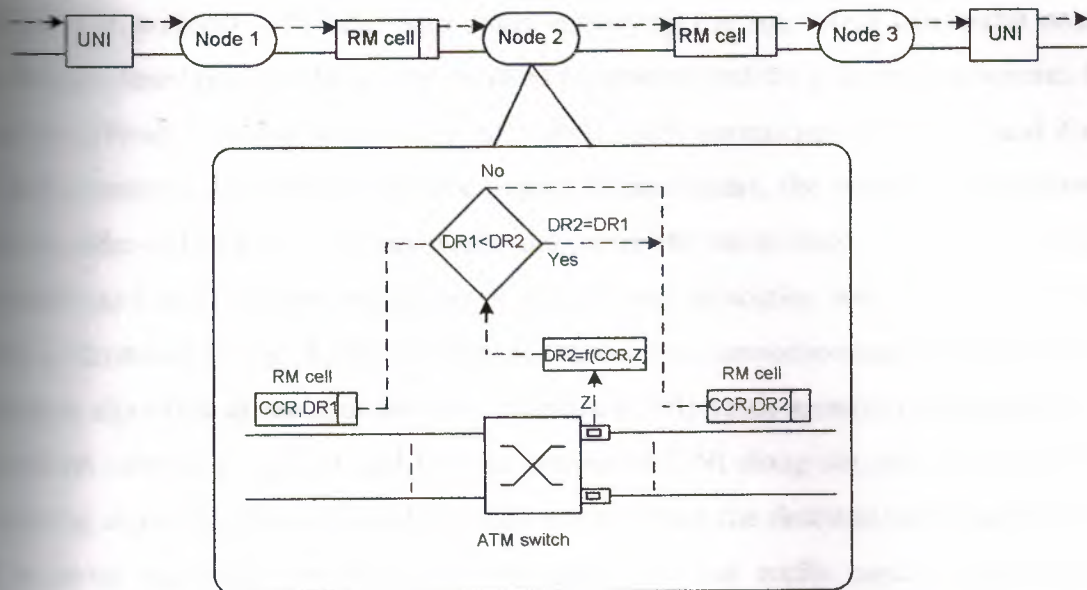 UNI
Node 1
RM cell
Node 2
RM cell
Node 3
UNI
No
DR1<DR2
DR2=DR1
Yes
DR2=f(CCR,Z)
RM cell
CCR,DR1
Zi
RM cell
CCR,DR2
ATM switch